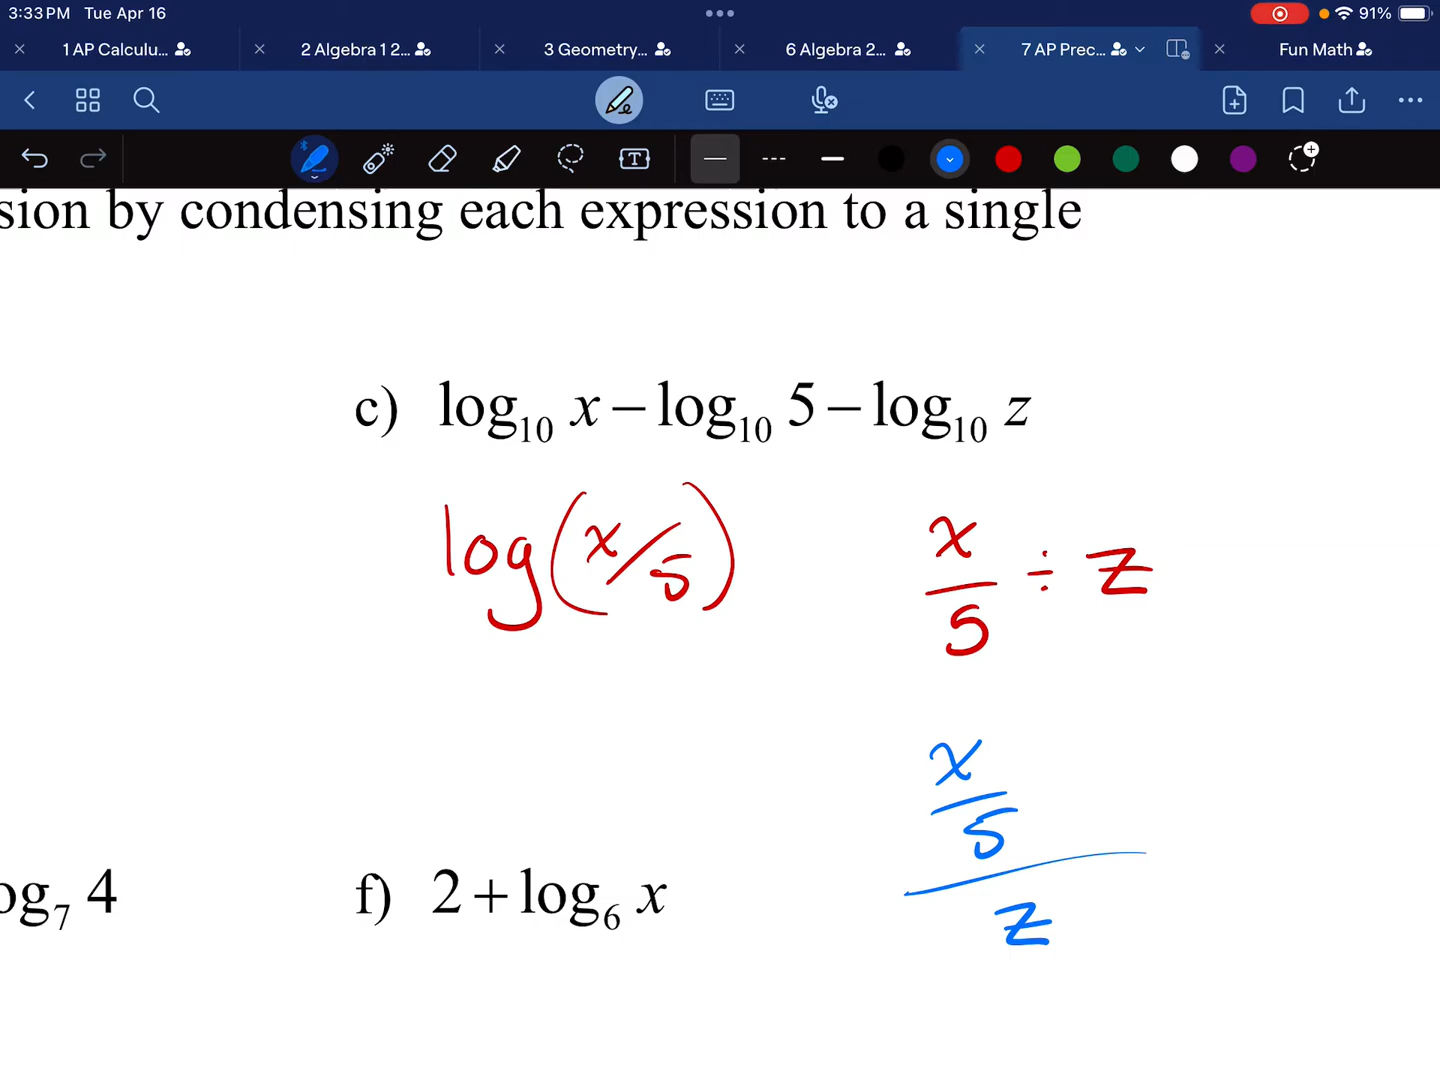 3:33 PM Tue Apr 16 91%
1 AP Calculu... 2 Algebra 1 2... 3 Geometry... 6 Algebra 2... 7 AP Prec... Fun Math
T
sion by condensing each expression to a single
c) log₁₀ x − log₁₀ 5 − log₁₀ z
log(x/5)
x/5 ÷ z
x/5
z
og₇ 4
f) 2 + log₆ x